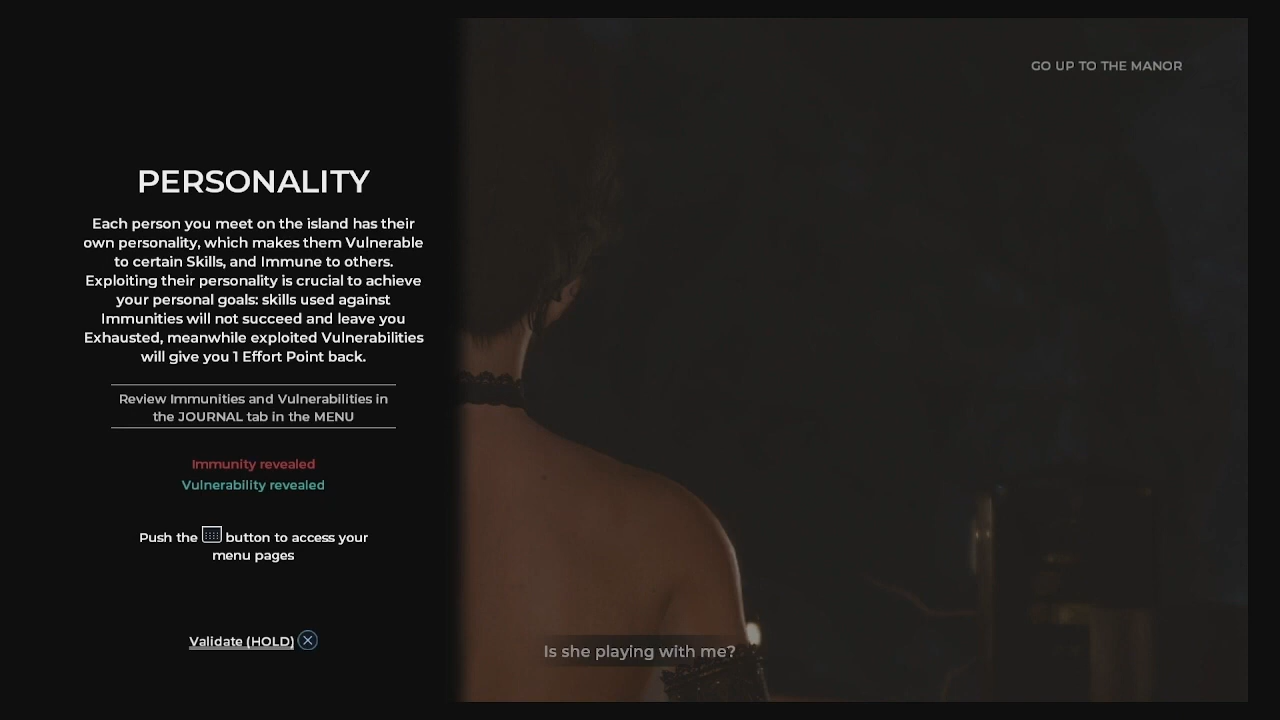 GO UP TO THE MANOR
PERSONALITY
Each person you meet on the island has their
own personality, which makes them Vulnerable
to certain Skills, and Immune to others.
Exploiting their personality is crucial to achieve
your personal goals: skills used against
Immunities will not succeed and leave you
Exhausted, meanwhile exploited Vulnerabilities
will give you 1 Effort Point back.
Review Immunities and Vulnerabilities in
the JOURNAL tab in the MENU
Immunity revealed
Vulnerability revealed
Push the button to access your
menu pages
Validate (HOLD)
Is she playing with me?